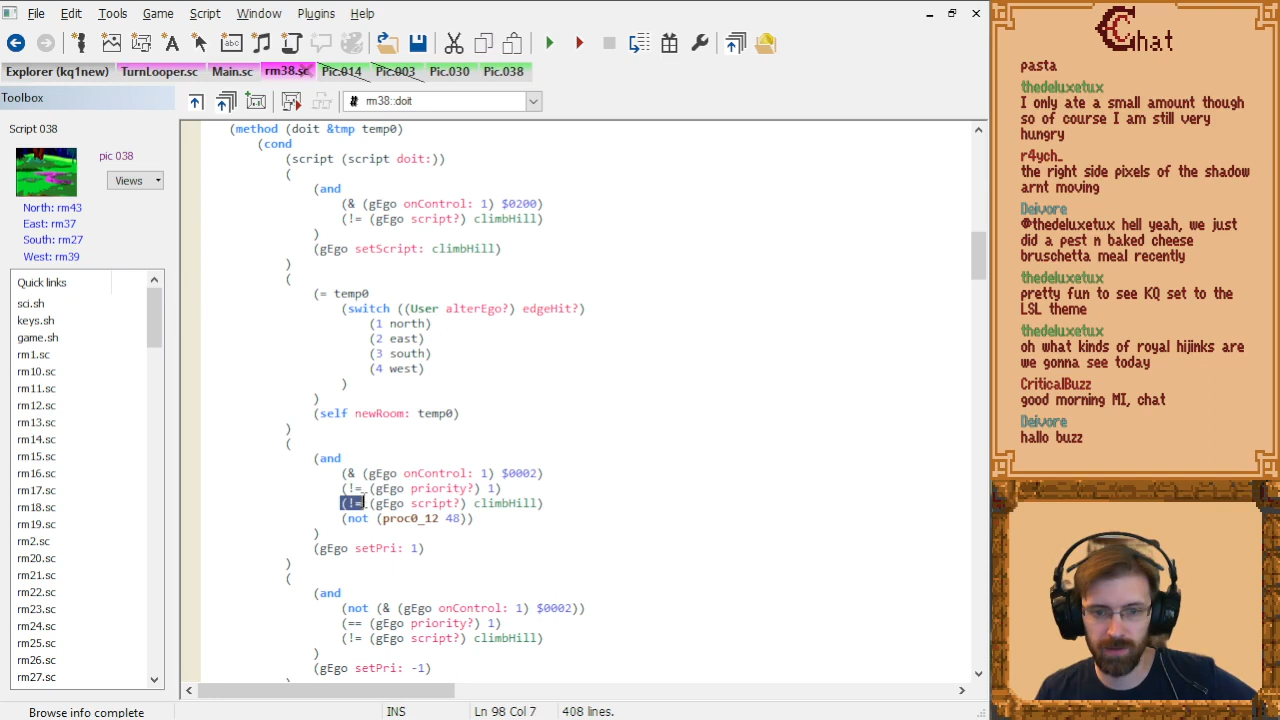 File Edit Tools Game Script Window Plugins Help
Explorer (kq1new) TurnLooper.sc Main.sc rm38.sc Pic.014 Pic.003 Pic.030 Pic.038
Toolbox
# rm38::doit
Script 038
pic 038
Views
North: rm43
East: rm37
South: rm27
West: rm39
Quick links
sci.sh
keys.sh
game.sh
rm1.sc
rm10.sc
rm11.sc
rm12.sc
rm13.sc
rm14.sc
rm15.sc
rm16.sc
rm17.sc
rm18.sc
rm19.sc
rm2.sc
rm20.sc
rm21.sc
rm22.sc
rm23.sc
rm24.sc
rm25.sc
rm26.sc
rm27.sc
(method (doit &tmp temp0)
(cond
(script (script doit:))
(
(and
(& (gEgo onControl: 1) $0200)
(!= (gEgo script?) climbHill)
)
(gEgo setScript: climbHill)
)
(
(= temp0
(switch ((User alterEgo?) edgeHit?)
(1 north)
(2 east)
(3 south)
(4 west)
)
)
(self newRoom: temp0)
)
(
(and
(& (gEgo onControl: 1) $0002)
(!= (gEgo priority?) 1)
(!= (gEgo script?) climbHill)
(not (proc0_12 48))
)
(gEgo setPri: 1)
)
(
(and
(not (& (gEgo onControl: 1) $0002))
(== (gEgo priority?) 1)
(!= (gEgo script?) climbHill)
)
(gEgo setPri: -1)
Browse info complete
INS
Ln 98 Col 7
408 lines.
Chat
pasta
thedeluxetux
I only ate a small amount though
so of course I am still very
hungry
r4ych_
the right side pixels of the shadow
arnt moving
Deivore
@thedeluxetux hell yeah, we just
did a pest n baked cheese
bruschetta meal recently
thedeluxetux
pretty fun to see KQ set to the
LSL theme
thedeluxetux
oh what kinds of royal hijinks are
we gonna see today
CriticalBuzz
good morning MI, chat
Deivore
hallo buzz